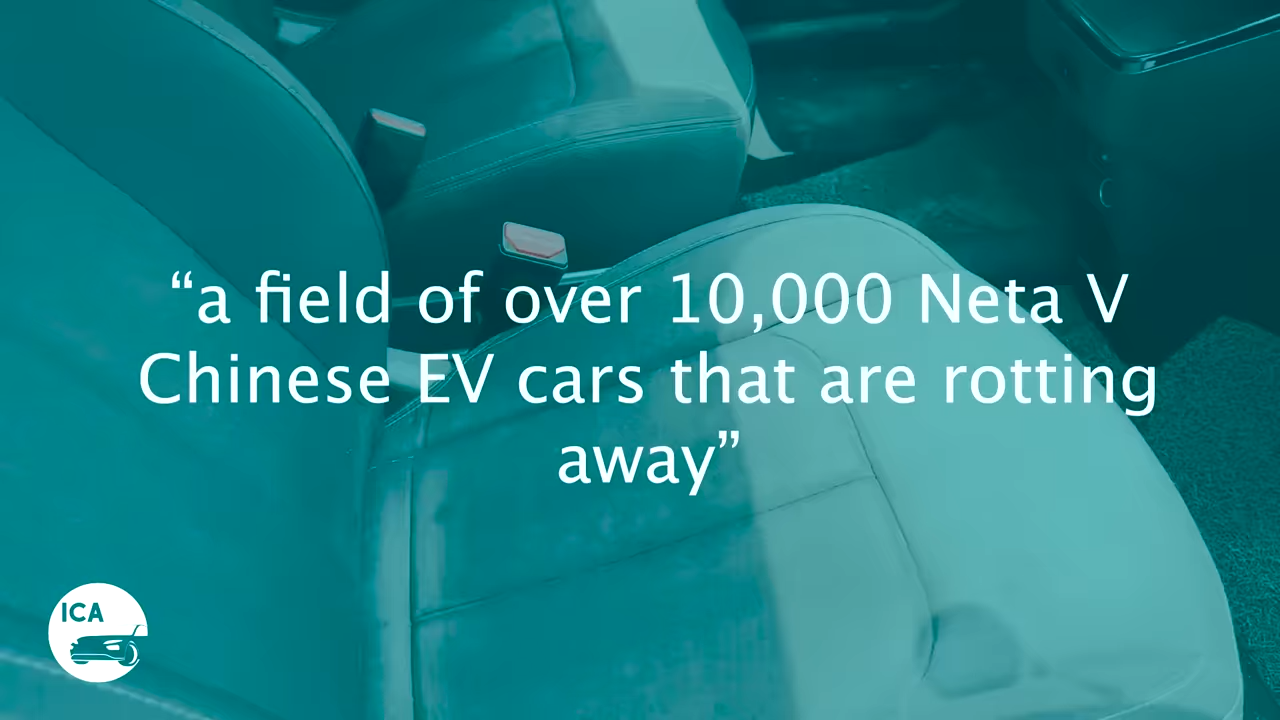 “a field of over 10,000 Neta V
Chinese EV cars that are rotting
away”
ICA